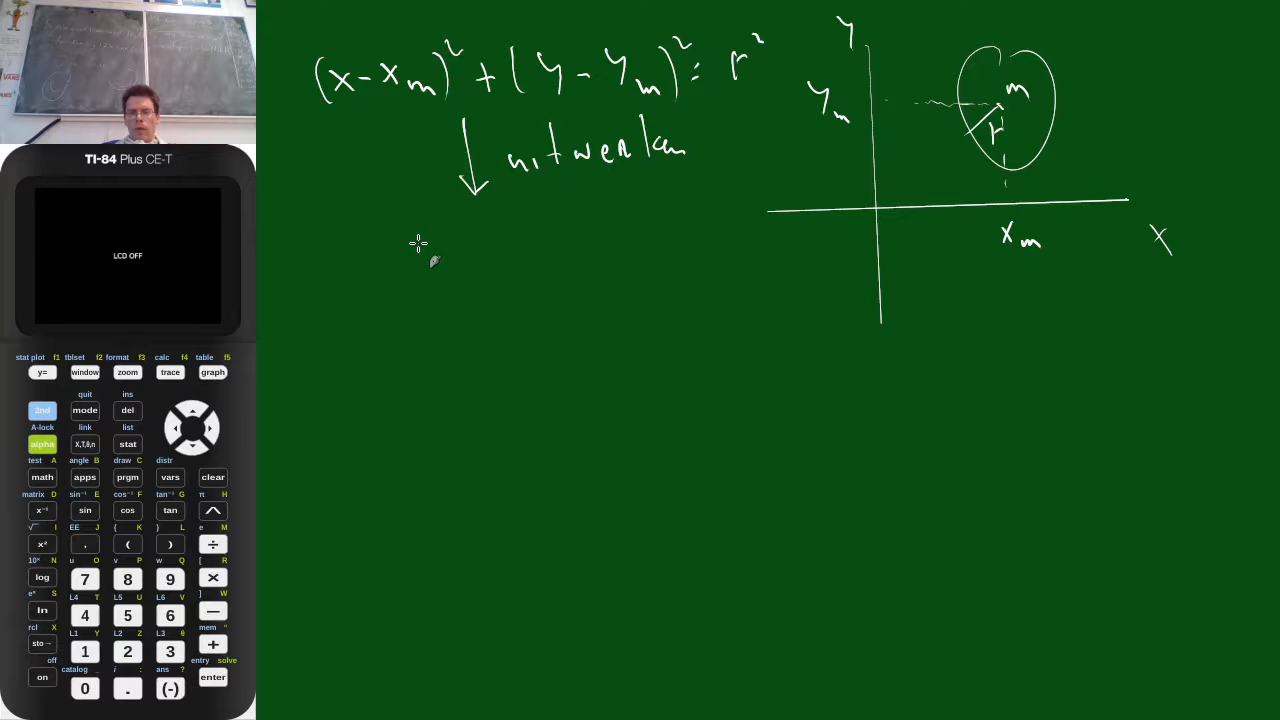 (x - x_m)² + (y - y_m)² = r²
uitwerken
y
y_m
m
r
x_m
x
TI-84 Plus CE-T
LCD OFF
stat plot f1 tblset f2 format f3 calc f4 table f5
y= window zoom trace graph
quit ins
2nd mode del
A-lock link list
alpha X,T,θ,n stat
test A angle B draw C distr
math apps prgm vars clear
matrix D sin⁻¹ E cos⁻¹ F tan⁻¹ G π H
x⁻¹ sin cos tan ^
√ I EE J { K } L e M
x² , ( ) ÷
10ˣ N u O v P w Q [ R
log 7 8 9 ×
eˣ S L4 T L5 U L6 V ] W
ln 4 5 6 —
rcl X L1 Y L2 Z L3 θ mem "
sto→ 1 2 3 +
off catalog _ i : ans ? entry solve
on 0 . (-) enter